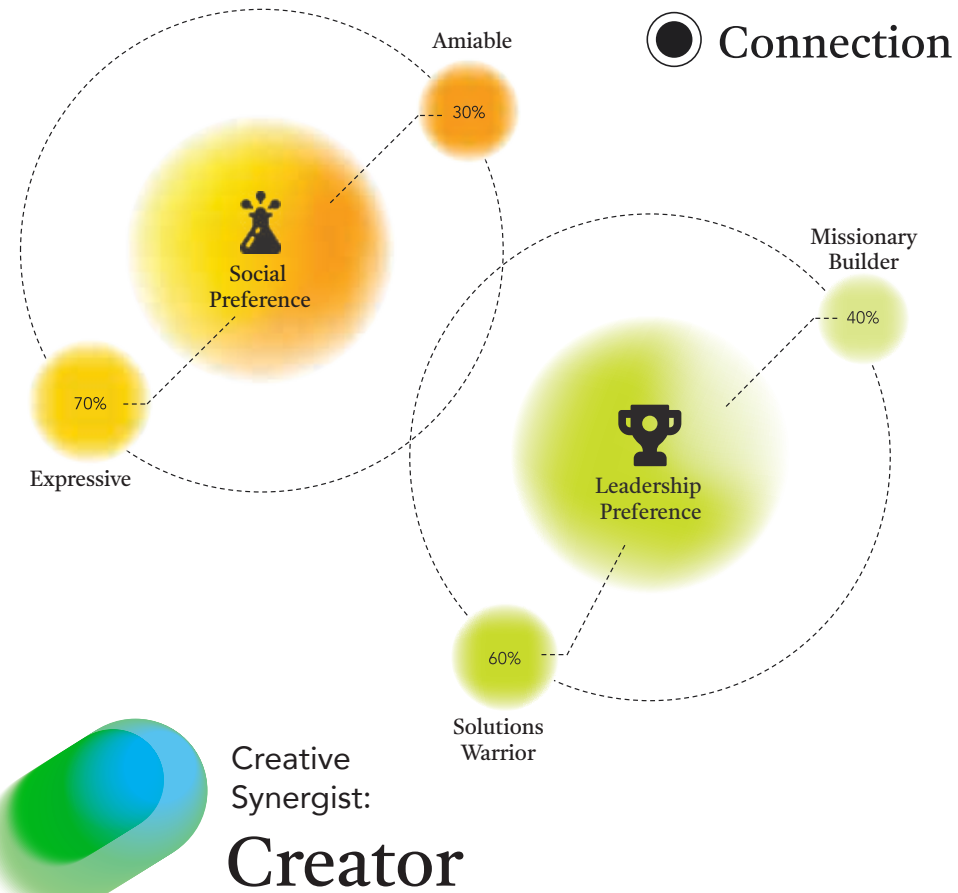 Connection
Amiable
30%
Social
Preference
70%
Expressive
Missionary
Builder
40%
Leadership
Preference
60%
Solutions
Warrior
Creative
Synergist:
Creator